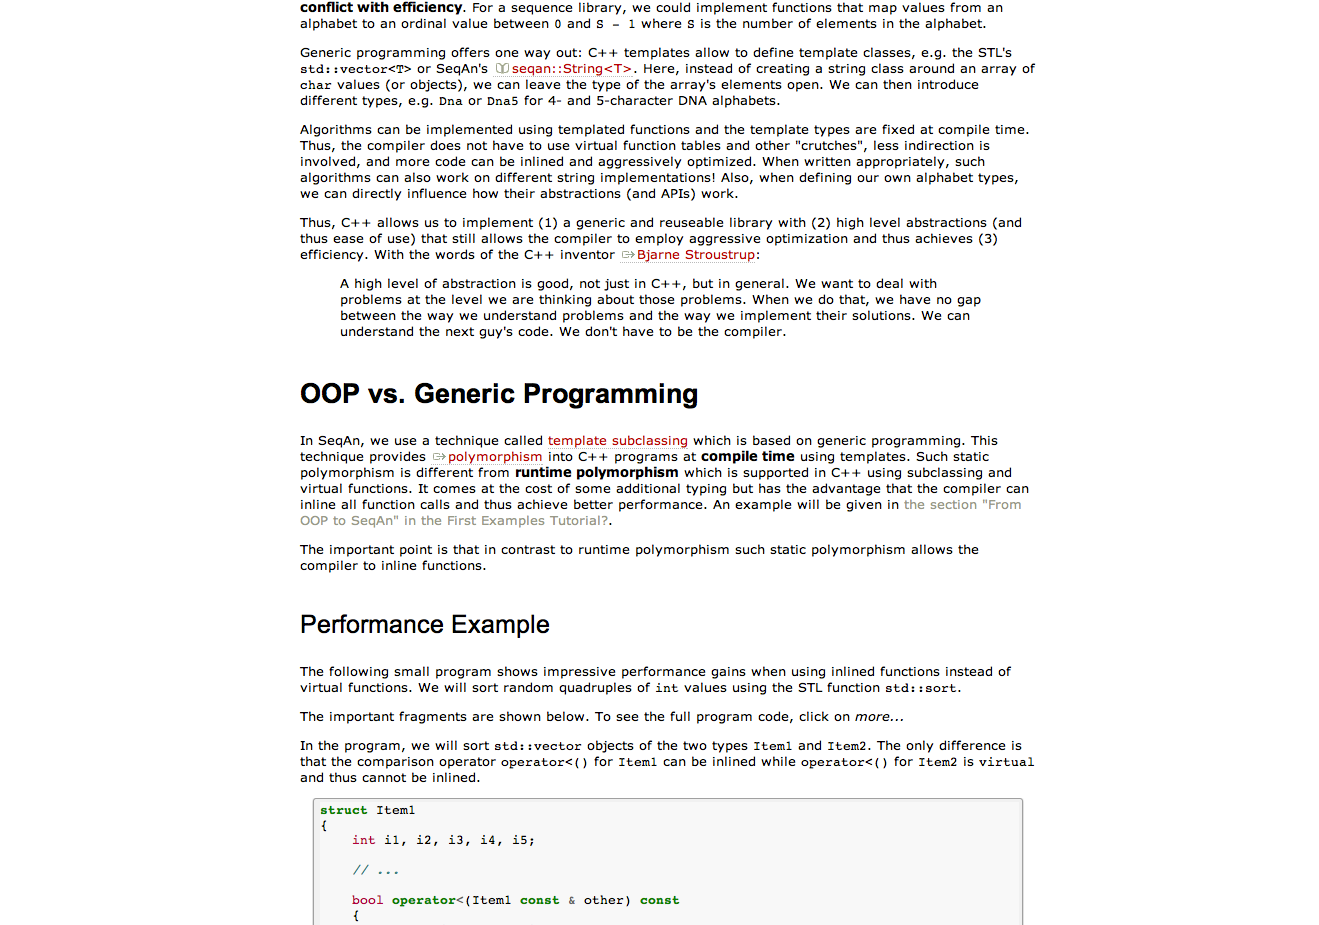 conflict with efficiency. For a sequence library, we could implement functions that map values from an
alphabet to an ordinal value between 0 and S - 1 where S is the number of elements in the alphabet.
Generic programming offers one way out: C++ templates allow to define template classes, e.g. the STL's
std::vector<T> or SeqAn's seqan::String<T>. Here, instead of creating a string class around an array of
char values (or objects), we can leave the type of the array's elements open. We can then introduce
different types, e.g. Dna or Dna5 for 4- and 5-character DNA alphabets.
Algorithms can be implemented using templated functions and the template types are fixed at compile time.
Thus, the compiler does not have to use virtual function tables and other "crutches", less indirection is
involved, and more code can be inlined and aggressively optimized. When written appropriately, such
algorithms can also work on different string implementations! Also, when defining our own alphabet types,
we can directly influence how their abstractions (and APIs) work.
Thus, C++ allows us to implement (1) a generic and reuseable library with (2) high level abstractions (and
thus ease of use) that still allows the compiler to employ aggressive optimization and thus achieves (3)
efficiency. With the words of the C++ inventor Bjarne Stroustrup:
A high level of abstraction is good, not just in C++, but in general. We want to deal with
problems at the level we are thinking about those problems. When we do that, we have no gap
between the way we understand problems and the way we implement their solutions. We can
understand the next guy's code. We don't have to be the compiler.
OOP vs. Generic Programming
In SeqAn, we use a technique called template subclassing which is based on generic programming. This
technique provides polymorphism into C++ programs at compile time using templates. Such static
polymorphism is different from runtime polymorphism which is supported in C++ using subclassing and
virtual functions. It comes at the cost of some additional typing but has the advantage that the compiler can
inline all function calls and thus achieve better performance. An example will be given in the section "From
OOP to SeqAn" in the First Examples Tutorial?.
The important point is that in contrast to runtime polymorphism such static polymorphism allows the
compiler to inline functions.
Performance Example
The following small program shows impressive performance gains when using inlined functions instead of
virtual functions. We will sort random quadruples of int values using the STL function std::sort.
The important fragments are shown below. To see the full program code, click on more...
In the program, we will sort std::vector objects of the two types Item1 and Item2. The only difference is
that the comparison operator operator<() for Item1 can be inlined while operator<() for Item2 is virtual
and thus cannot be inlined.
struct Item1
{
int i1, i2, i3, i4, i5;
// ...
bool operator<(Item1 const & other) const
{